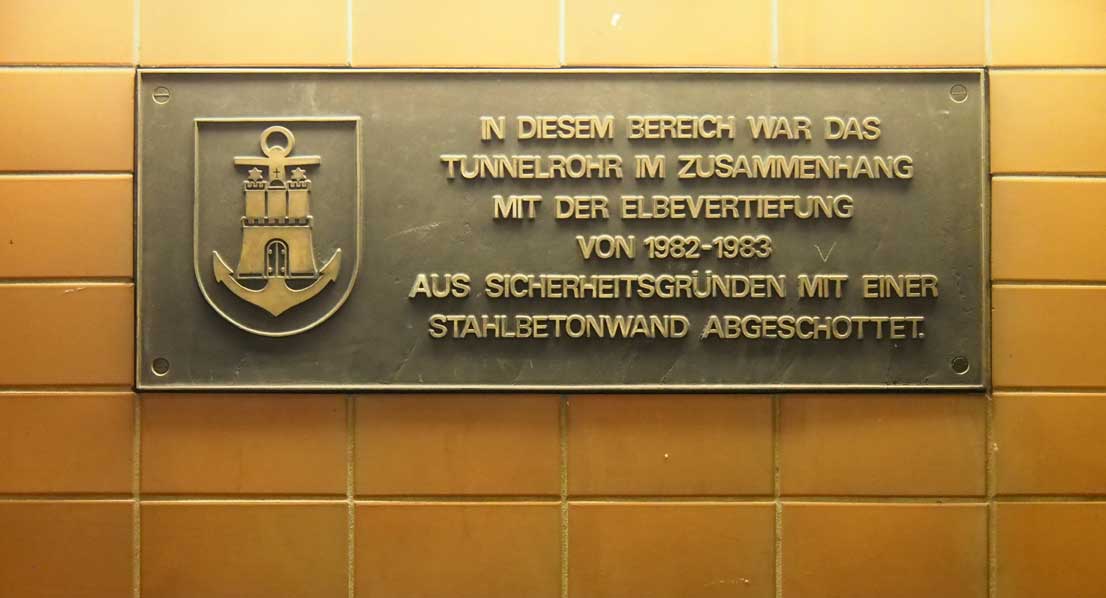 IN DIESEM BEREICH WAR DAS
TUNNELROHR IM ZUSAMMENHANG
MIT DER ELBEVERTIEFUNG
VON 1982-1983
AUS SICHERHEITSGRÜNDEN MIT EINER
STAHLBETONWAND ABGESCHOTTET.